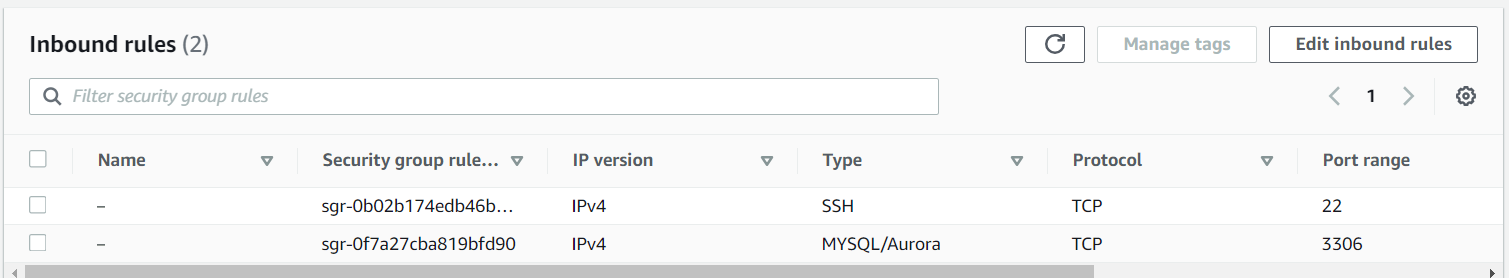 Inbound rules (2)
Manage tags
Edit inbound rules
Filter security group rules
1
Name Security group rule... IP version Type Protocol Port range
– sgr-0b02b174edb46b... IPv4 SSH TCP 22
– sgr-0f7a27cba819bfd90 IPv4 MYSQL/Aurora TCP 3306